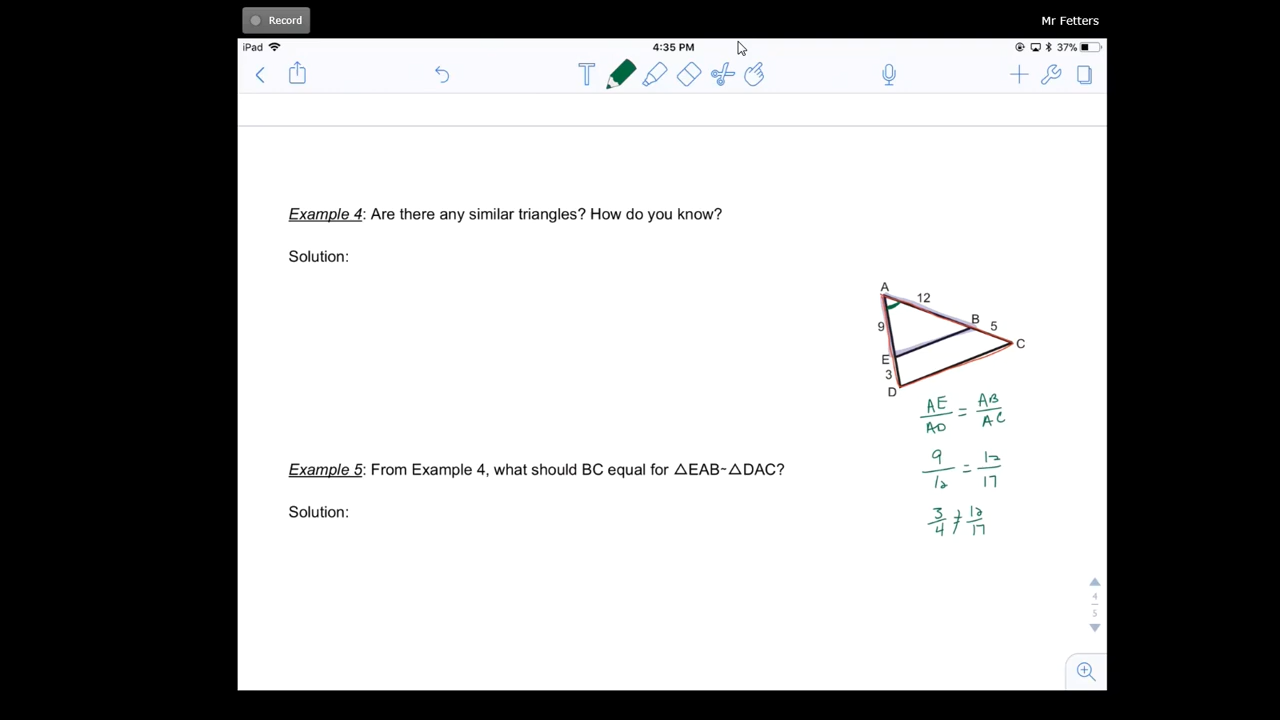 Record
Mr Fetters
iPad
4:35 PM
37%
T
Example 4: Are there any similar triangles? How do you know?
Solution:
A
12
B
5
9
C
E
3
D
AE/AD = AB/AC
9/12 = 12/17
3/4 ≠ 12/17
Example 5: From Example 4, what should BC equal for △EAB~△DAC?
Solution:
4
5